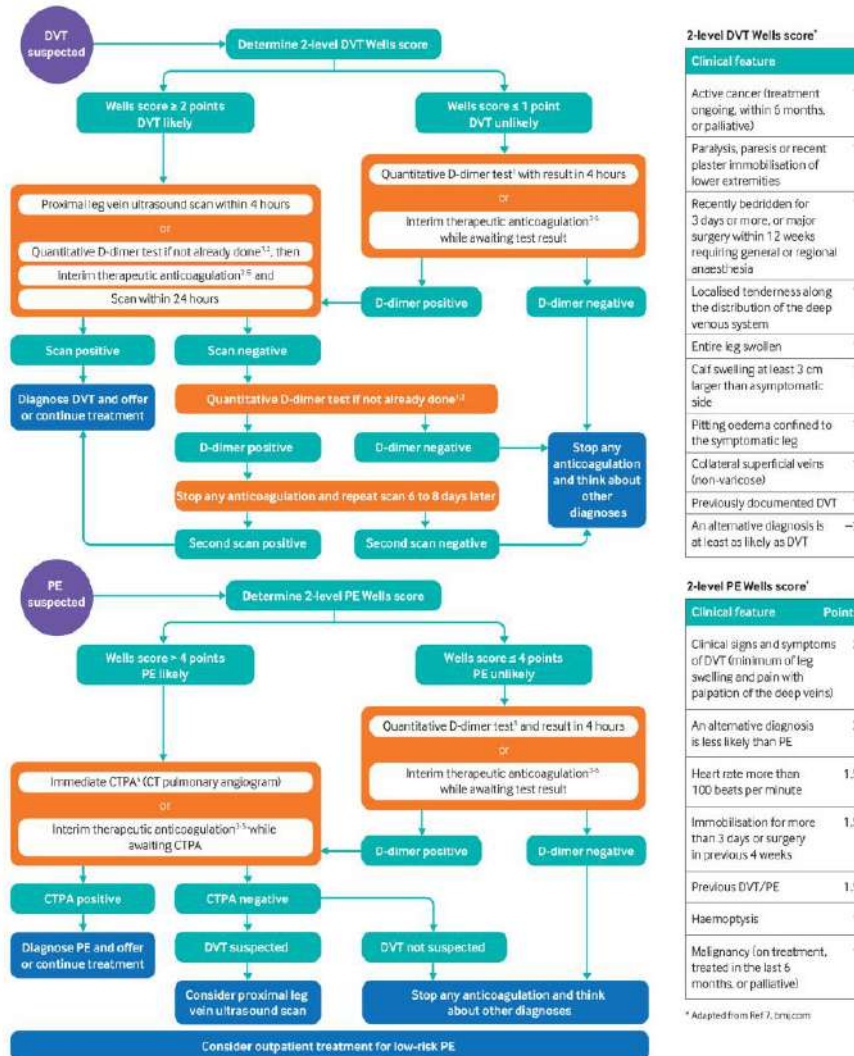 DVT
suspected
Determine 2-level DVT Wells score
Wells score ≥ 2 points
DVT likely
Wells score ≤ 1 point
DVT unlikely
Proximal leg vein ultrasound scan within 4 hours
or
Quantitative D-dimer test if not already done, then
Interim therapeutic anticoagulation and
Scan within 24 hours
Quantitative D-dimer test with result in 4 hours
or
Interim therapeutic anticoagulation
while awaiting test result
D-dimer positive
D-dimer negative
Scan positive
Scan negative
Diagnose DVT and offer
or continue treatment
Quantitative D-dimer test if not already done
D-dimer positive
D-dimer negative
Stop any
anticoagulation
and think about
other
diagnoses
Stop any anticoagulation and repeat scan 6 to 8 days later
Second scan positive
Second scan negative
PE
suspected
Determine 2-level PE Wells score
Wells score > 4 points
PE likely
Wells score ≤ 4 points
PE unlikely
Immediate CTPA (CT pulmonary angiogram)
or
Interim therapeutic anticoagulation while
awaiting CTPA
Quantitative D-dimer test and result in 4 hours
or
Interim therapeutic anticoagulation
while awaiting test result
D-dimer positive
D-dimer negative
CTPA positive
CTPA negative
Diagnose PE and offer
or continue treatment
DVT suspected
DVT not suspected
Consider proximal leg
vein ultrasound scan
Stop any anticoagulation and think
about other diagnoses
Consider outpatient treatment for low-risk PE
2-level DVT Wells score*
Clinical feature
Active cancer (treatment
ongoing, within 6 months,
or palliative)
Paralysis, paresis or recent
plaster immobilisation of
lower extremities
Recently bedridden for
3 days or more, or major
surgery within 12 weeks
requiring general or regional
anaesthesia
Localised tenderness along
the distribution of the deep
venous system
Entire leg swollen
Calf swelling at least 3 cm
larger than asymptomatic
side
Pitting oedema confined to
the symptomatic leg
Collateral superficial veins
(non-varicose)
Previously documented DVT
An alternative diagnosis is
at least as likely as DVT
2-level PE Wells score*
Clinical feature
Clinical signs and symptoms
of DVT (minimum of leg
swelling and pain with
palpation of the deep veins)
An alternative diagnosis
is less likely than PE
Heart rate more than
100 beats per minute
Immobilisation for more
than 3 days or surgery
in previous 4 weeks
Previous DVT/PE
Haemoptysis
Malignancy (on treatment,
treated in the last 6
months, or palliative)
* Adapted from Ref 7, bmj.com